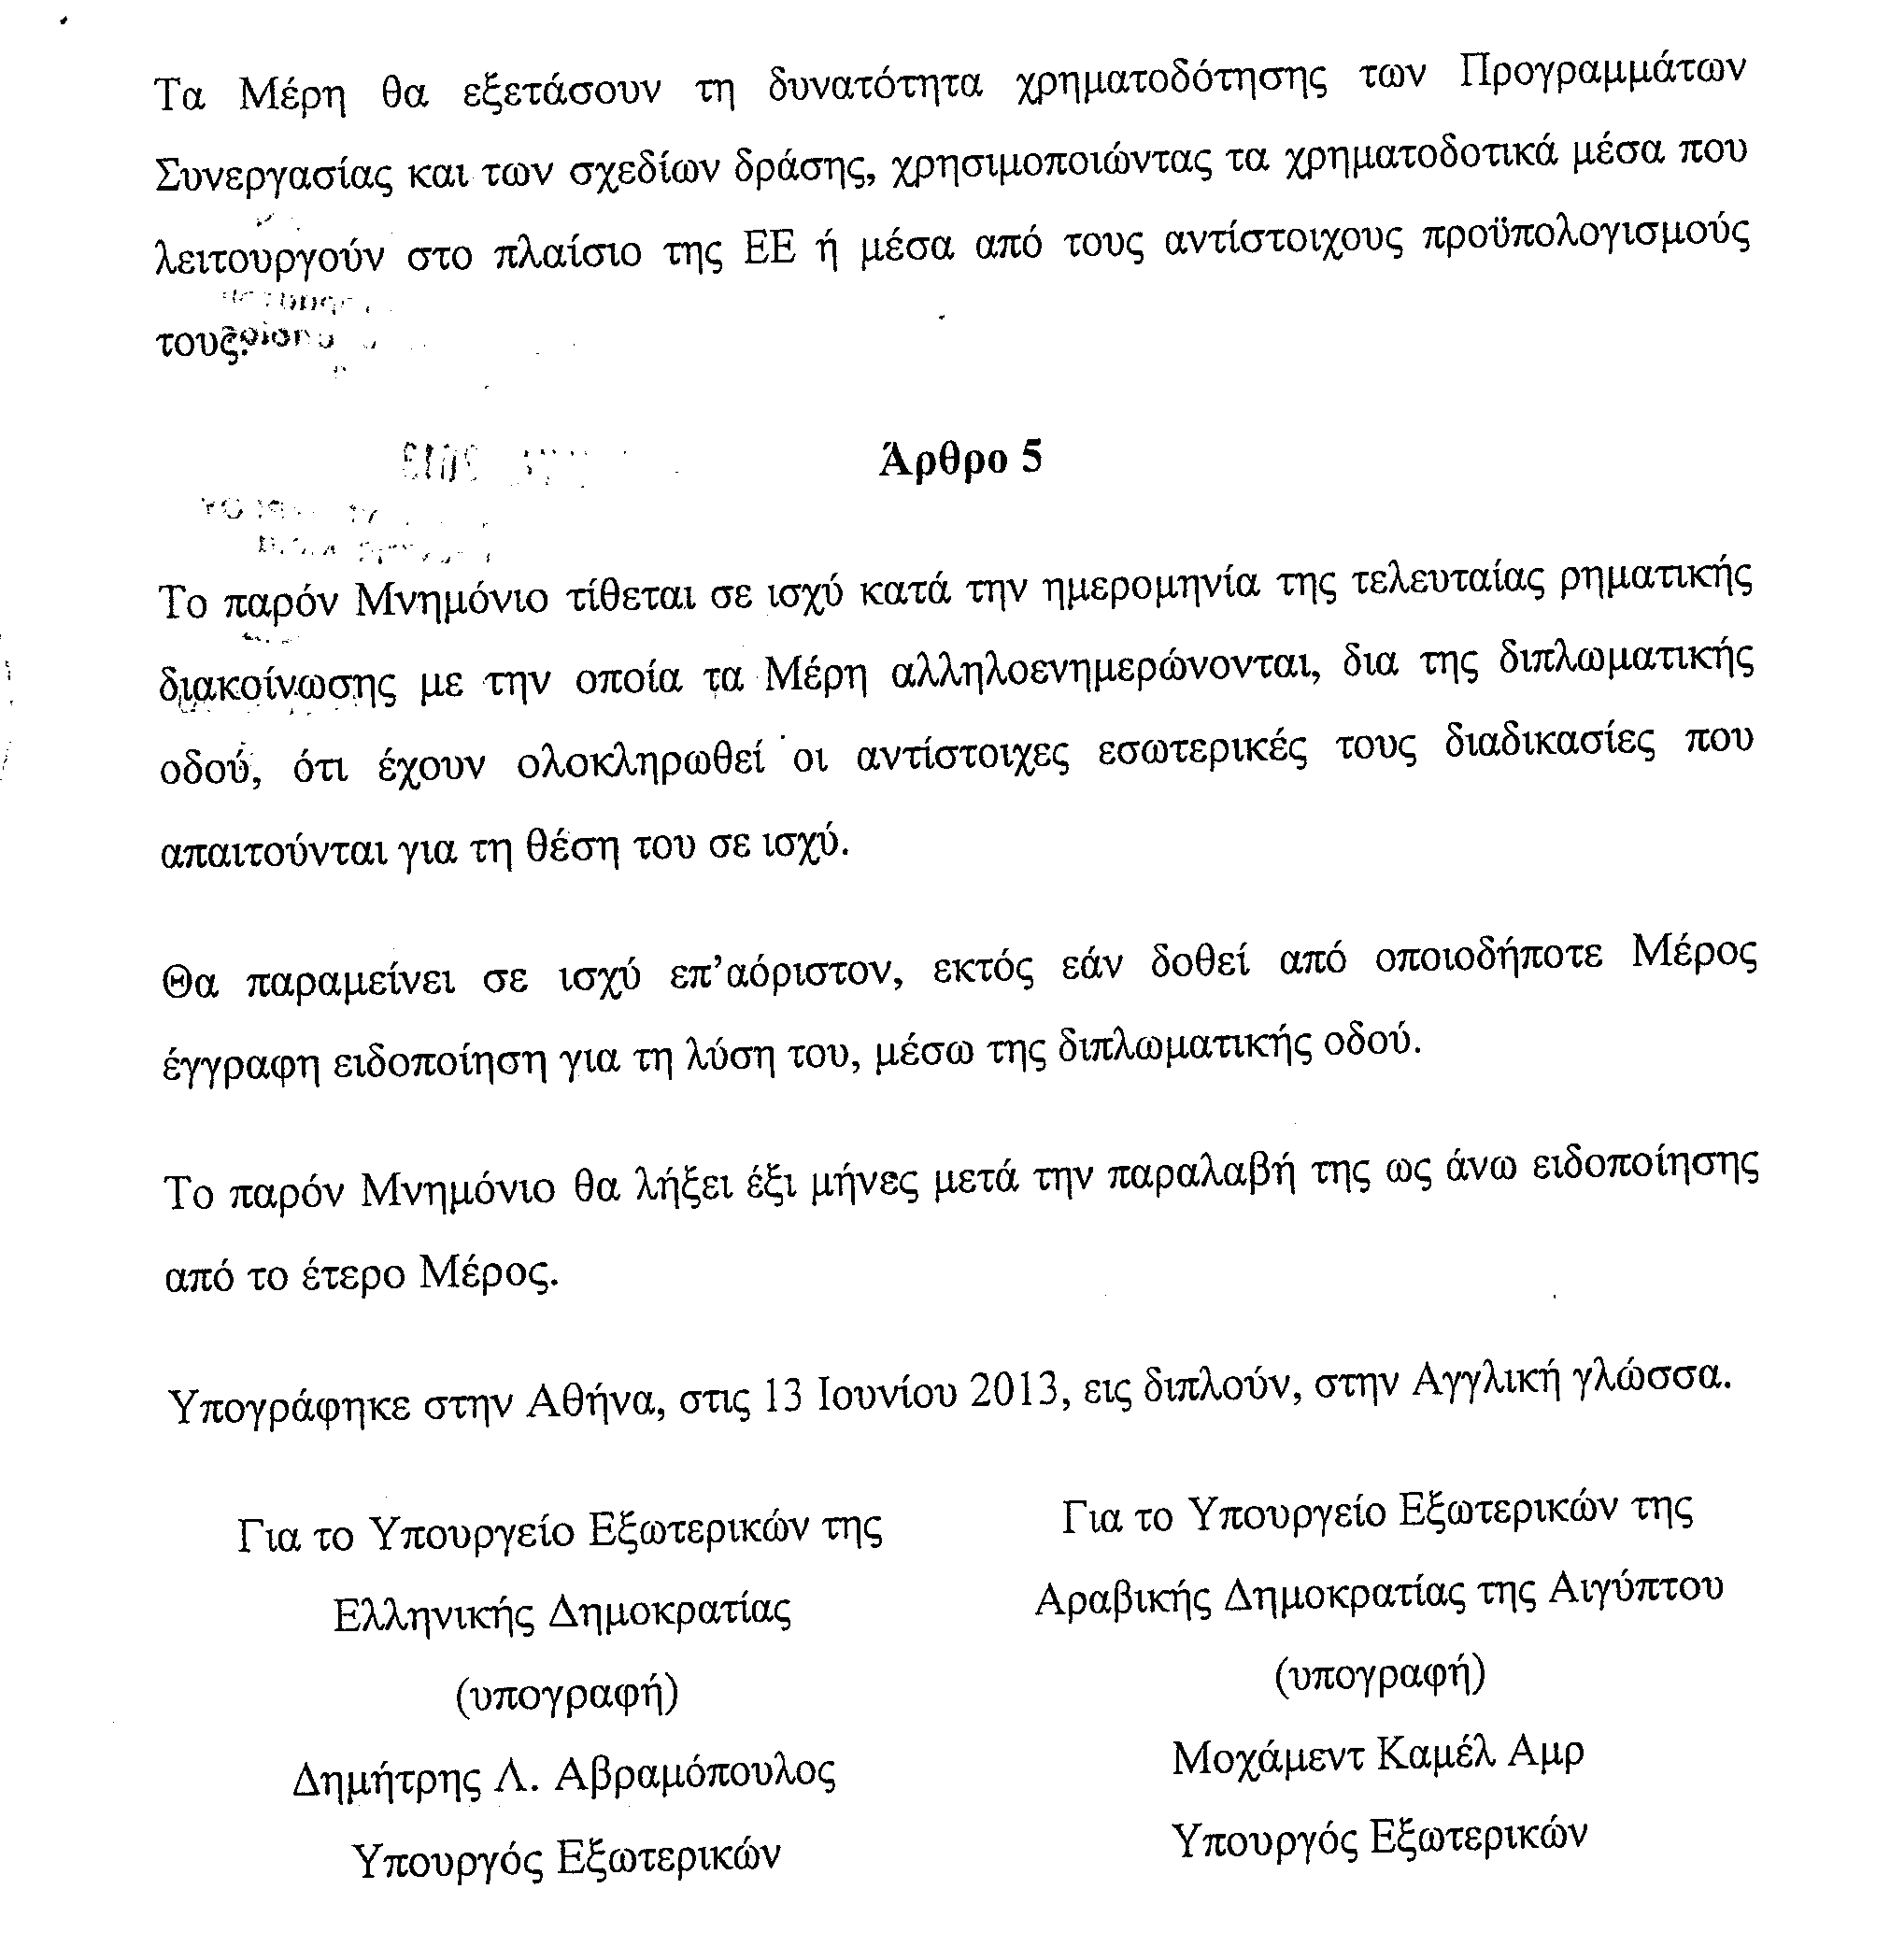 Τα Μέρη θα εξετάσουν τη δυνατότητα χρηματοδότησης των Προγραμμάτων
Συνεργασίας και των σχεδίων δράσης, χρησιμοποιώντας τα χρηματοδοτικά μέσα που
λειτουργούν στο πλαίσιο της ΕΕ ή μέσα από τους αντίστοιχους προϋπολογισμούς
τους.
Άρθρο 5
Το παρόν Μνημόνιο τίθεται σε ισχύ κατά την ημερομηνία της τελευταίας ρηματικής
διακοίνωσης με την οποία τα Μέρη αλληλοενημερώνονται, δια της διπλωματικής
οδού, ότι έχουν ολοκληρωθεί οι αντίστοιχες εσωτερικές τους διαδικασίες που
απαιτούνται για τη θέση του σε ισχύ.
Θα παραμείνει σε ισχύ επ’αόριστον, εκτός εάν δοθεί από οποιοδήποτε Μέρος
έγγραφη ειδοποίηση για τη λύση του, μέσω της διπλωματικής οδού.
Το παρόν Μνημόνιο θα λήξει έξι μήνες μετά την παραλαβή της ως άνω ειδοποίησης
από το έτερο Μέρος.
Υπογράφηκε στην Αθήνα, στις 13 Ιουνίου 2013, εις διπλούν, στην Αγγλική γλώσσα.
Για το Υπουργείο Εξωτερικών της
Ελληνικής Δημοκρατίας
(υπογραφή)
Δημήτρης Λ. Αβραμόπουλος
Υπουργός Εξωτερικών
Για το Υπουργείο Εξωτερικών της
Αραβικής Δημοκρατίας της Αιγύπτου
(υπογραφή)
Μοχάμεντ Καμέλ Αμρ
Υπουργός Εξωτερικών